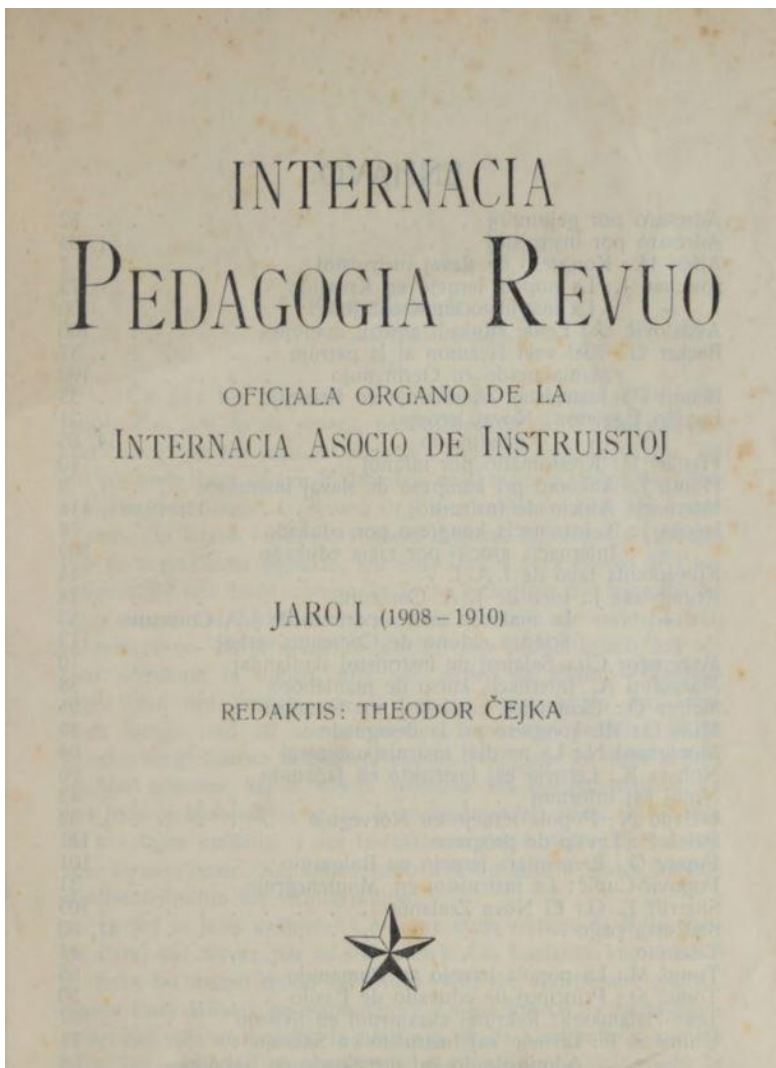 INTERNACIA
PEDAGOGIA REVUO
OFICIALA ORGANO DE LA
INTERNACIA ASOCIO DE INSTRUISTOJ
JARO I (1908–1910)
REDAKTIS: THEODOR ČEJKA